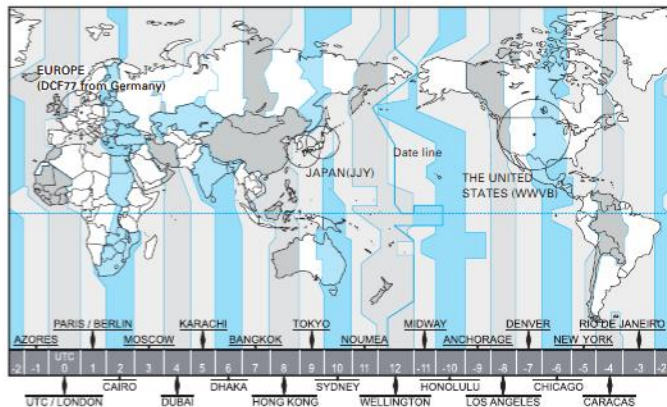 EUROPE
(DCF77 from Germany)
JAPAN(JJY)
Date line
THE UNITED
STATES (WWVB)
PARIS / BERLIN KARACHI TOKYO MIDWAY DENVER RIO DE JANEIRO
AZORES MOSCOW BANGKOK NOUMEA ANCHORAGE NEW YORK
UTC
-2 -1 0 1 2 3 4 5 6 7 8 9 10 11 12 -11 -10 -9 -8 -7 -6 -5 -4 -3 -2
CAIRO DHAKA SYDNEY HONOLULU CHICAGO
UTC / LONDON DUBAI HONG KONG WELLINGTON LOS ANGELES CARACAS